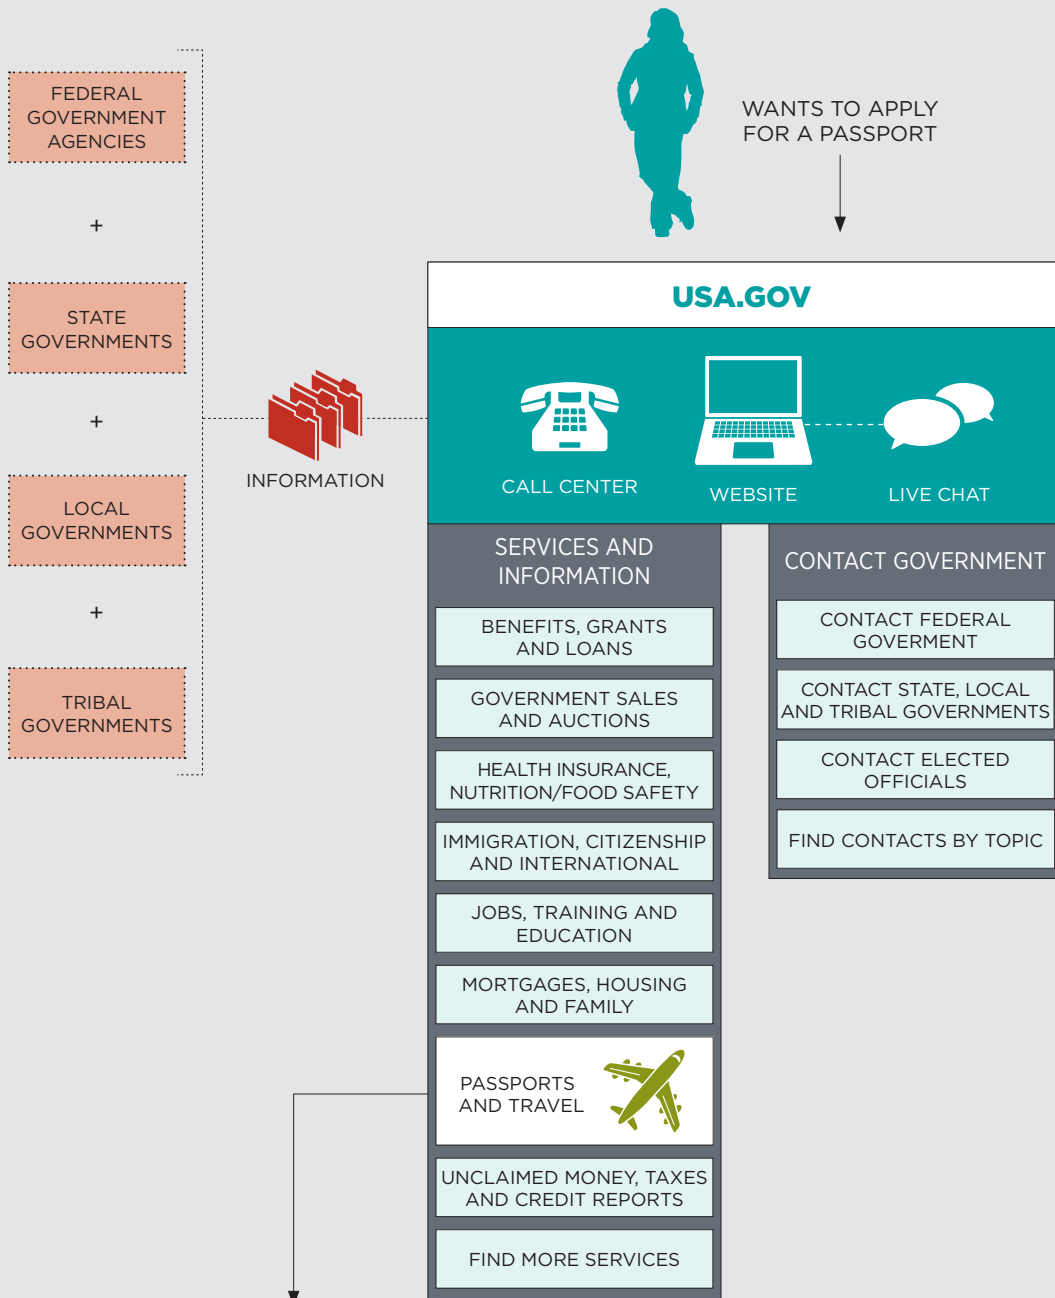 FEDERAL
GOVERNMENT
AGENCIES
+
STATE
GOVERNMENTS
+
LOCAL
GOVERNMENTS
+
TRIBAL
GOVERNMENTS
INFORMATION
WANTS TO APPLY
FOR A PASSPORT
USA.GOV
CALL CENTER
WEBSITE
LIVE CHAT
SERVICES AND
INFORMATION
BENEFITS, GRANTS
AND LOANS
GOVERNMENT SALES
AND AUCTIONS
HEALTH INSURANCE,
NUTRITION/FOOD SAFETY
IMMIGRATION, CITIZENSHIP
AND INTERNATIONAL
JOBS, TRAINING AND
EDUCATION
MORTGAGES, HOUSING
AND FAMILY
PASSPORTS
AND TRAVEL
UNCLAIMED MONEY, TAXES
AND CREDIT REPORTS
FIND MORE SERVICES
CONTACT GOVERNMENT
CONTACT FEDERAL
GOVERMENT
CONTACT STATE, LOCAL
AND TRIBAL GOVERNMENTS
CONTACT ELECTED
OFFICIALS
FIND CONTACTS BY TOPIC